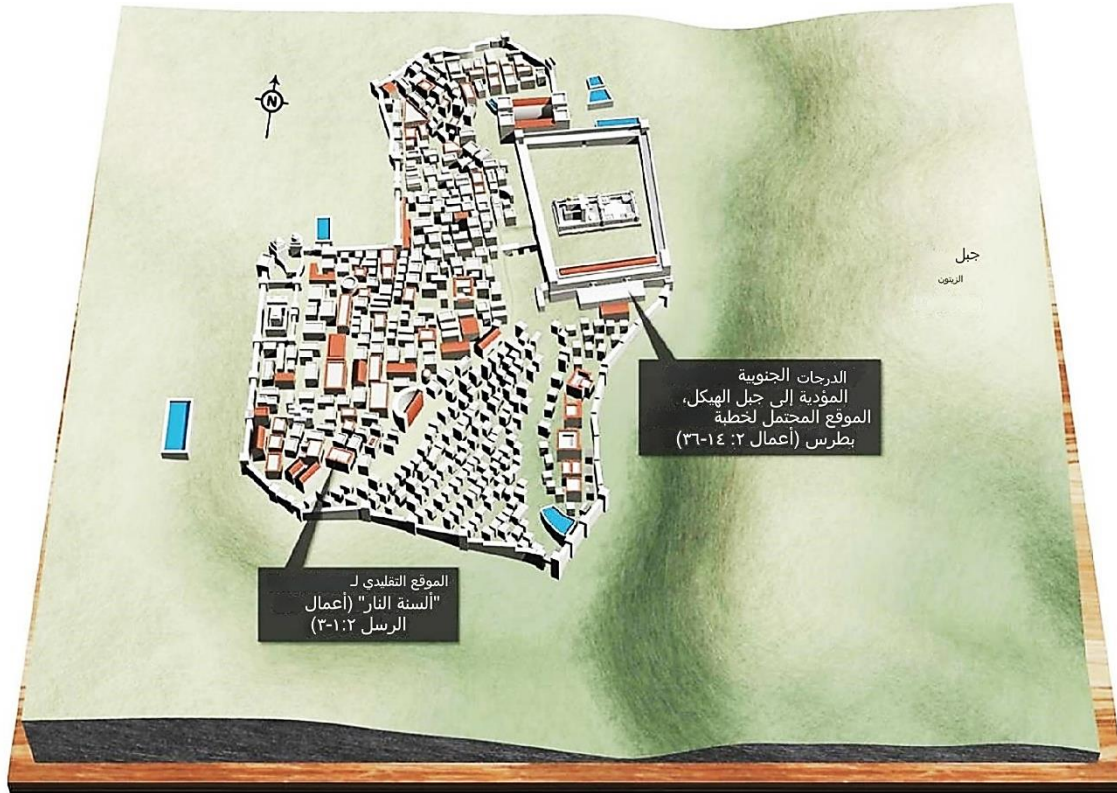 N
جبل
الزيتون
الدرجات الجنوبية
المؤدية إلى جبل الهيكل،
الموقع المحتمل لخطبة
بطرس (أعمال ٢: ١٤-٣٦)
الموقع التقليدي لـ
"ألسنة النار" (أعمال
الرسل ١:٢-٣)